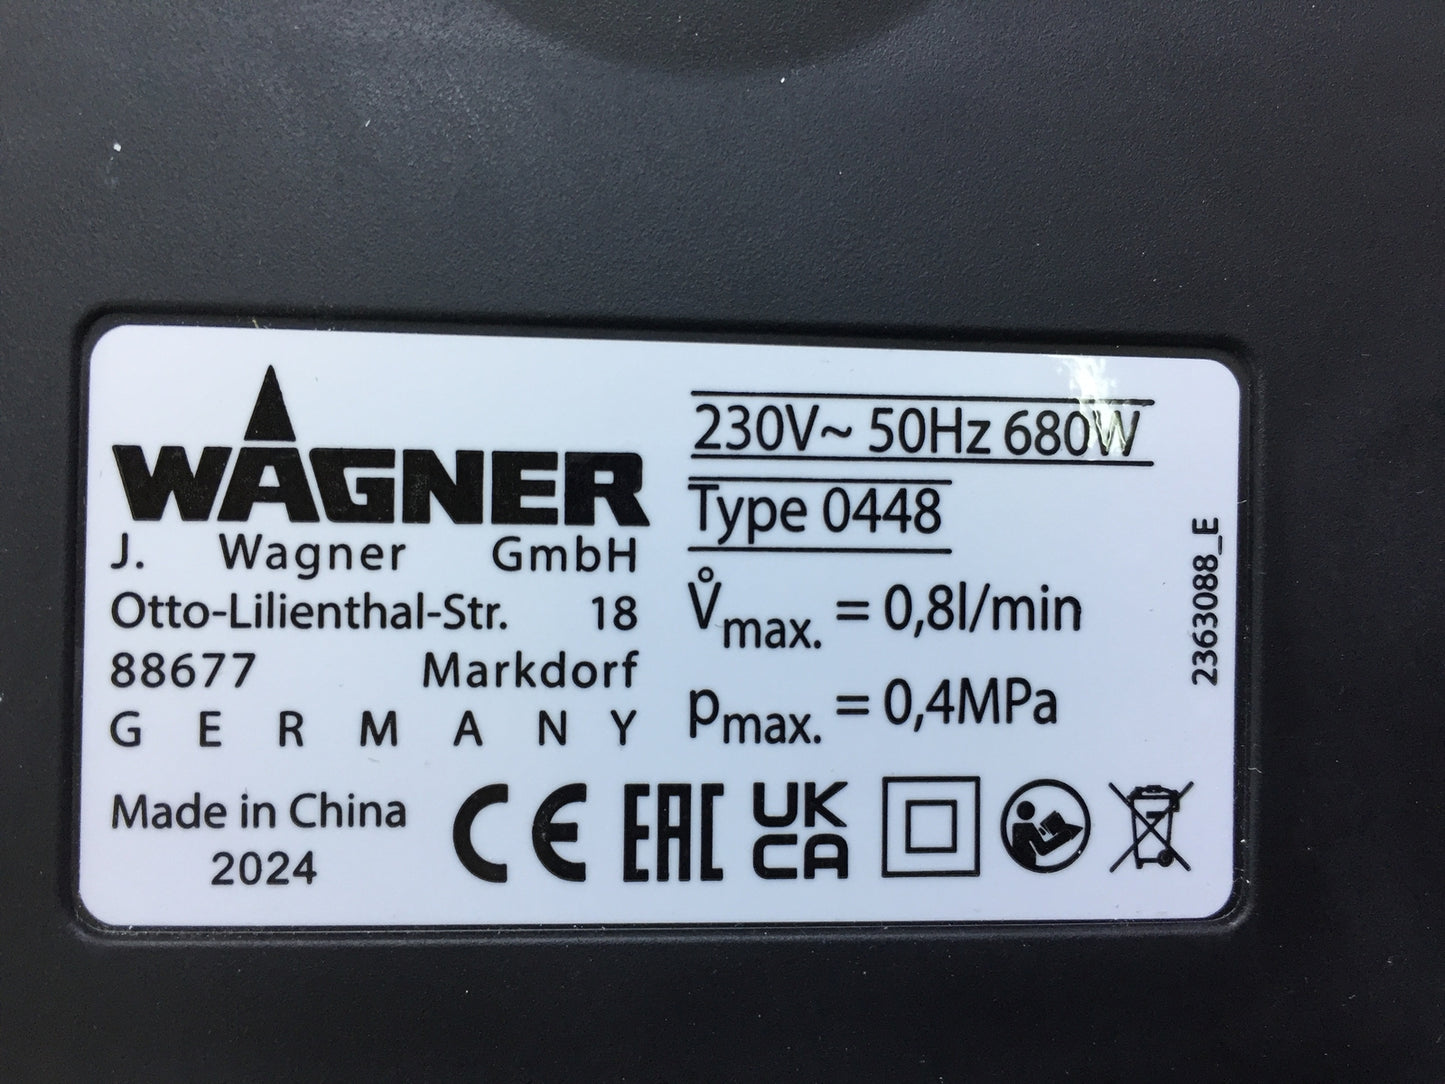 WAGNER
J. Wagner GmbH
Otto-Lilienthal-Str. 18
88677 Markdorf
GERMANY
Made in China
2024
230V~ 50Hz 680W
Type 0448
V̊max. = 0,8l/min
pmax. = 0,4MPa
CE EAC UK
CA
2363088_E